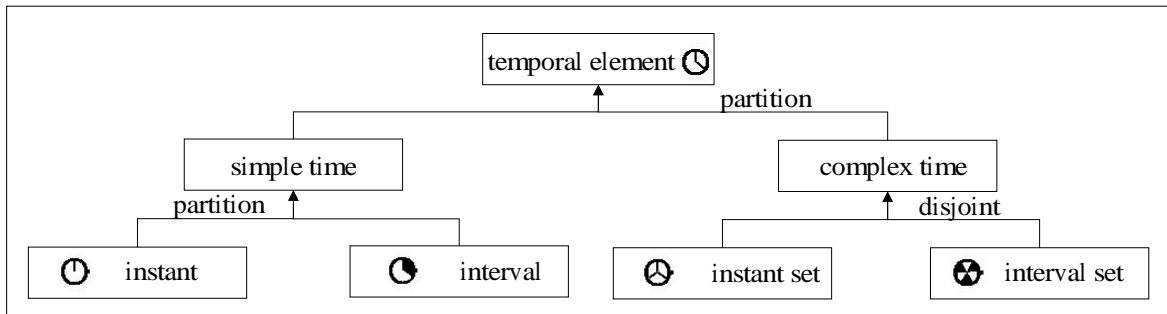 temporal element
partition
simple time
complex time
partition
disjoint
instant
interval
instant set
interval set